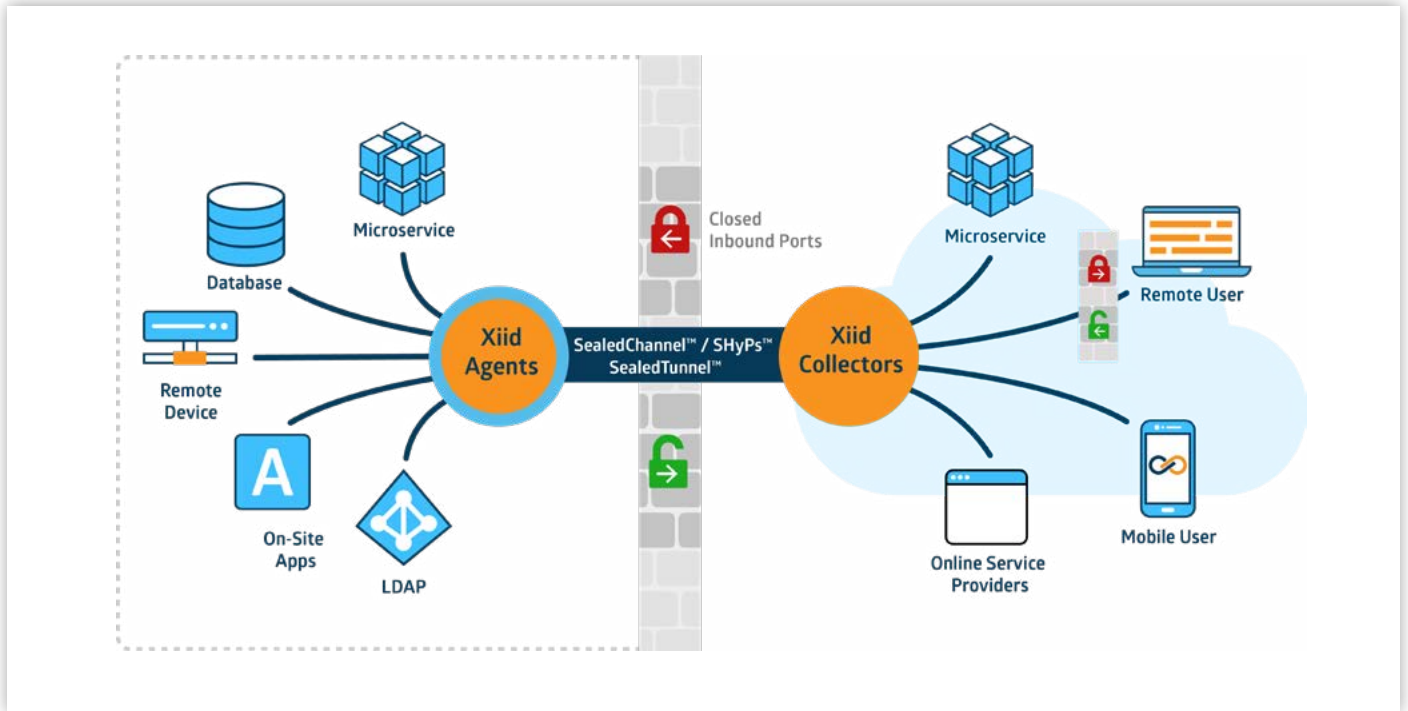 Microservice
Database
Remote
Device
A
On-Site
Apps
LDAP
Xiid
Agents
SealedChannel™ / SHyPs™
SealedTunnel™
Closed
Inbound Ports
Xiid
Collectors
Microservice
Remote User
Mobile User
Online Service
Providers